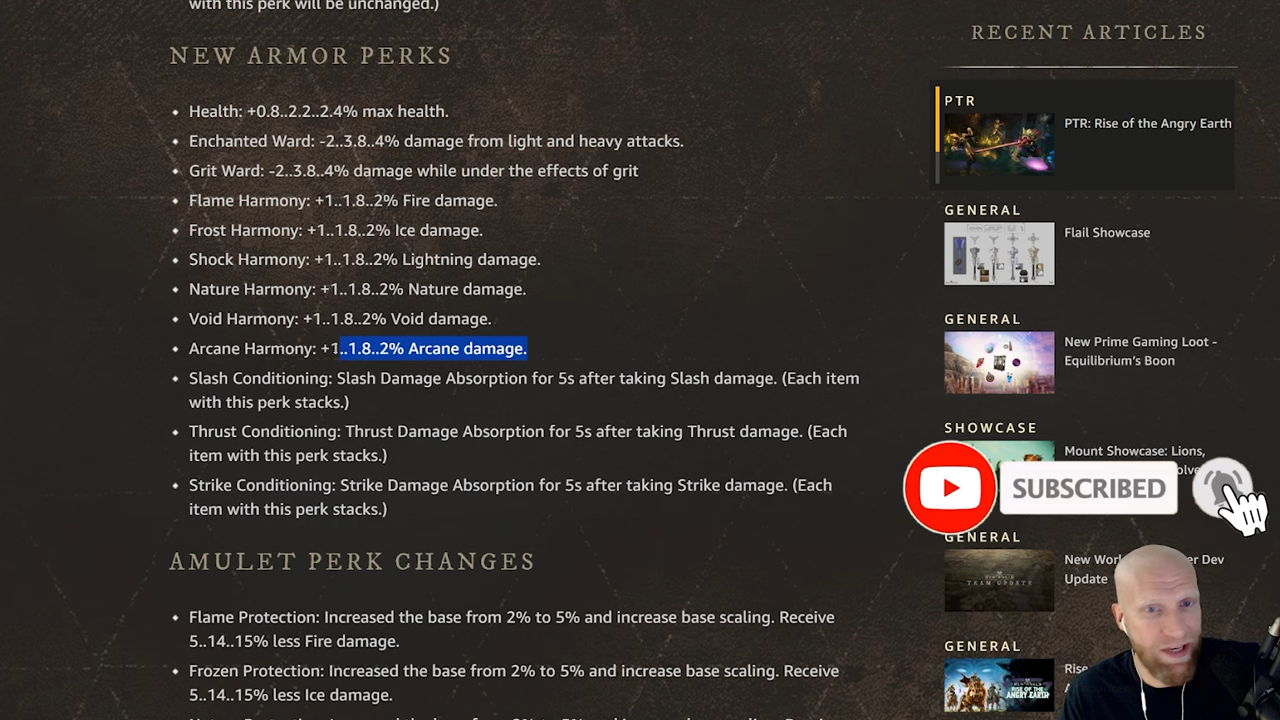 with this perk will be unchanged.)
NEW ARMOR PERKS
Health: +0.8..2.2..2.4% max health.
Enchanted Ward: -2..3.8..4% damage from light and heavy attacks.
Grit Ward: -2..3.8..4% damage while under the effects of grit
Flame Harmony: +1..1.8..2% Fire damage.
Frost Harmony: +1..1.8..2% Ice damage.
Shock Harmony: +1..1.8..2% Lightning damage.
Nature Harmony: +1..1.8..2% Nature damage.
Void Harmony: +1..1.8..2% Void damage.
Arcane Harmony: +1..1.8..2% Arcane damage.
Slash Conditioning: Slash Damage Absorption for 5s after taking Slash damage. (Each item
with this perk stacks.)
Thrust Conditioning: Thrust Damage Absorption for 5s after taking Thrust damage. (Each
item with this perk stacks.)
Strike Conditioning: Strike Damage Absorption for 5s after taking Strike damage. (Each
item with this perk stacks.)
AMULET PERK CHANGES
Flame Protection: Increased the base from 2% to 5% and increase base scaling. Receive
5..14..15% less Fire damage.
Frozen Protection: Increased the base from 2% to 5% and increase base scaling. Receive
5..14..15% less Ice damage.
RECENT ARTICLES
PTR
PTR: Rise of the Angry Earth
GENERAL
Flail Showcase
GENERAL
New Prime Gaming Loot -
Equilibrium's Boon
SHOWCASE
Mount Showcase: Lions,
SUBSCRIBED
GENERAL
Dev
Update
TEAM UPDATE
GENERAL
RISE OF THE
ANGRY EARTH